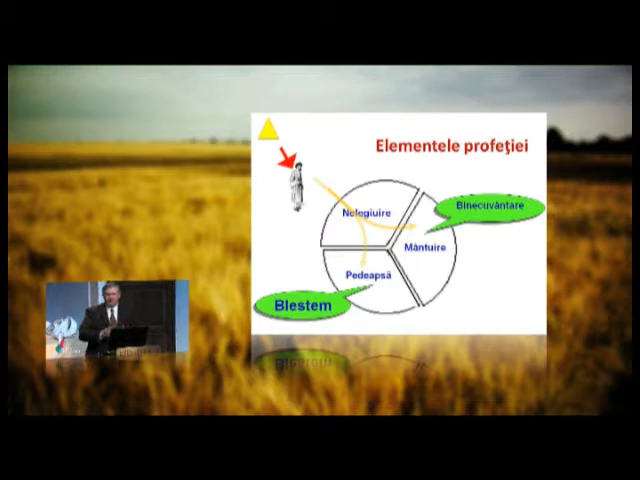 Elementele profeţiei
Nelegiuire
Binecuvântare
Mântuire
Pedeapsă
Blestem